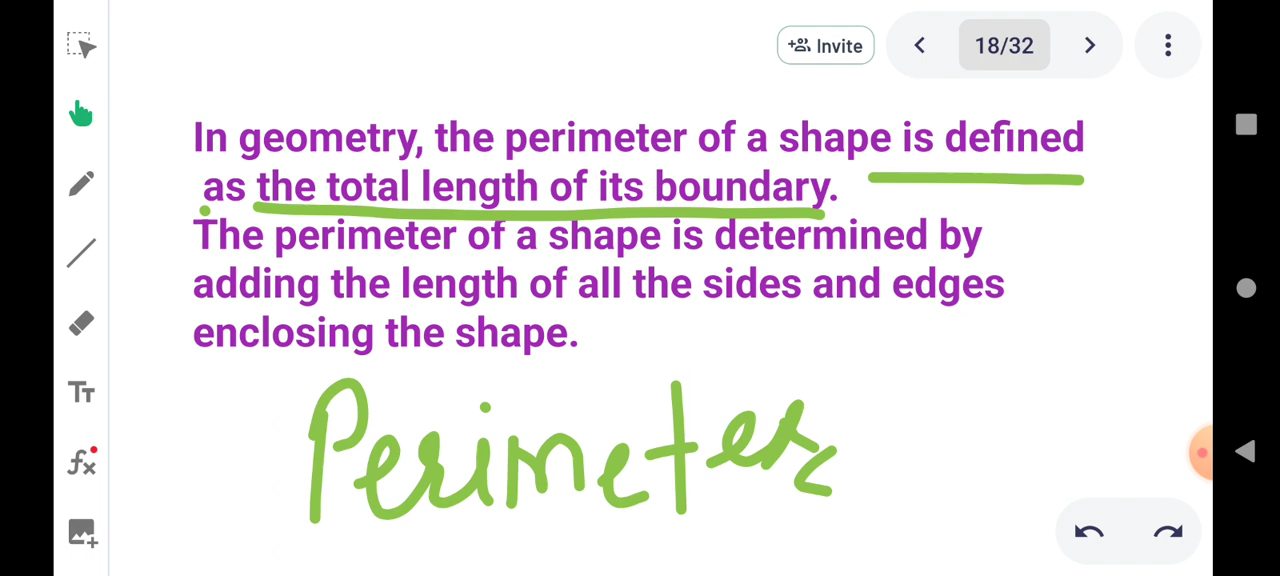 Invite
18/32
In geometry, the perimeter of a shape is defined
as the total length of its boundary.
The perimeter of a shape is determined by
adding the length of all the sides and edges
enclosing the shape.
Perimeter
TT
fx